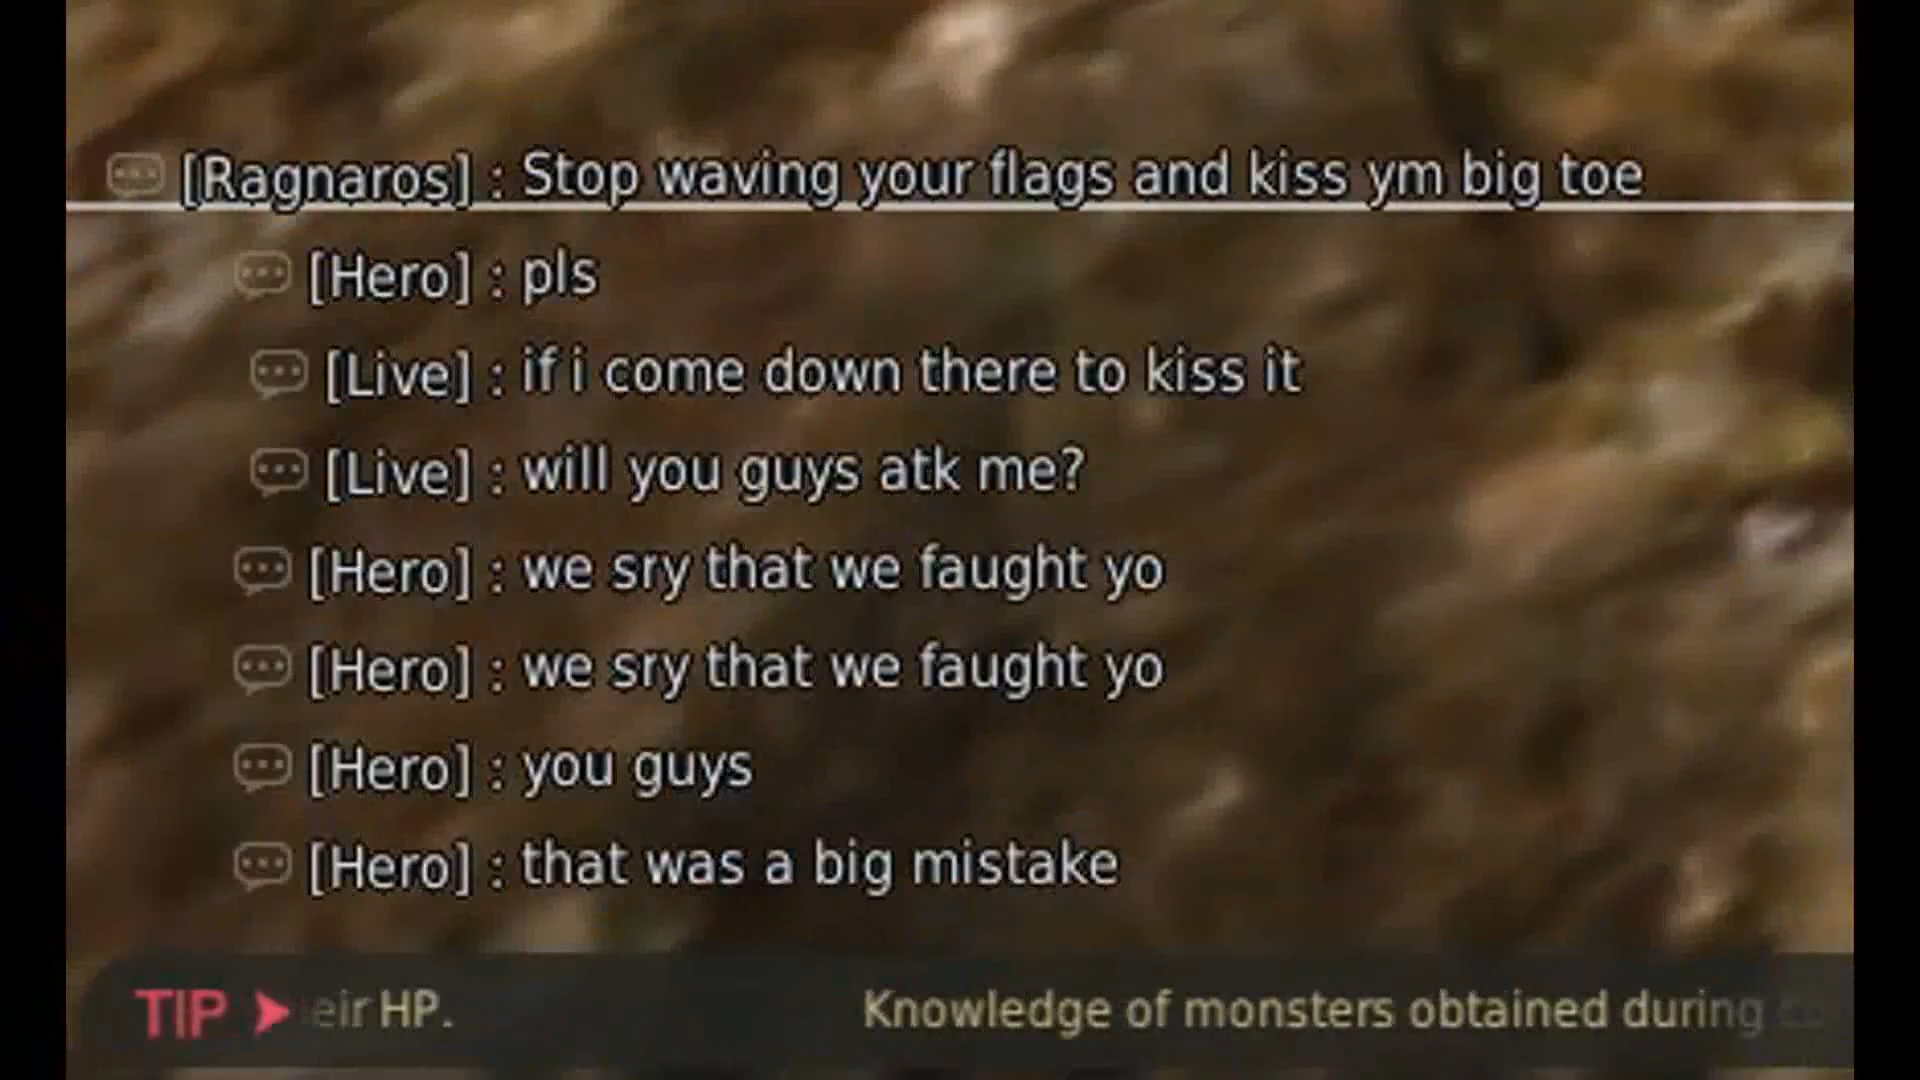 [Ragnaros] : Stop waving your flags and kiss ym big toe
[Hero] : pls
[Live] : if i come down there to kiss it
[Live] : will you guys atk me?
[Hero] : we sry that we faught yo
[Hero] : we sry that we faught yo
[Hero] : you guys
[Hero] : that was a big mistake
TIP eir HP. Knowledge of monsters obtained during